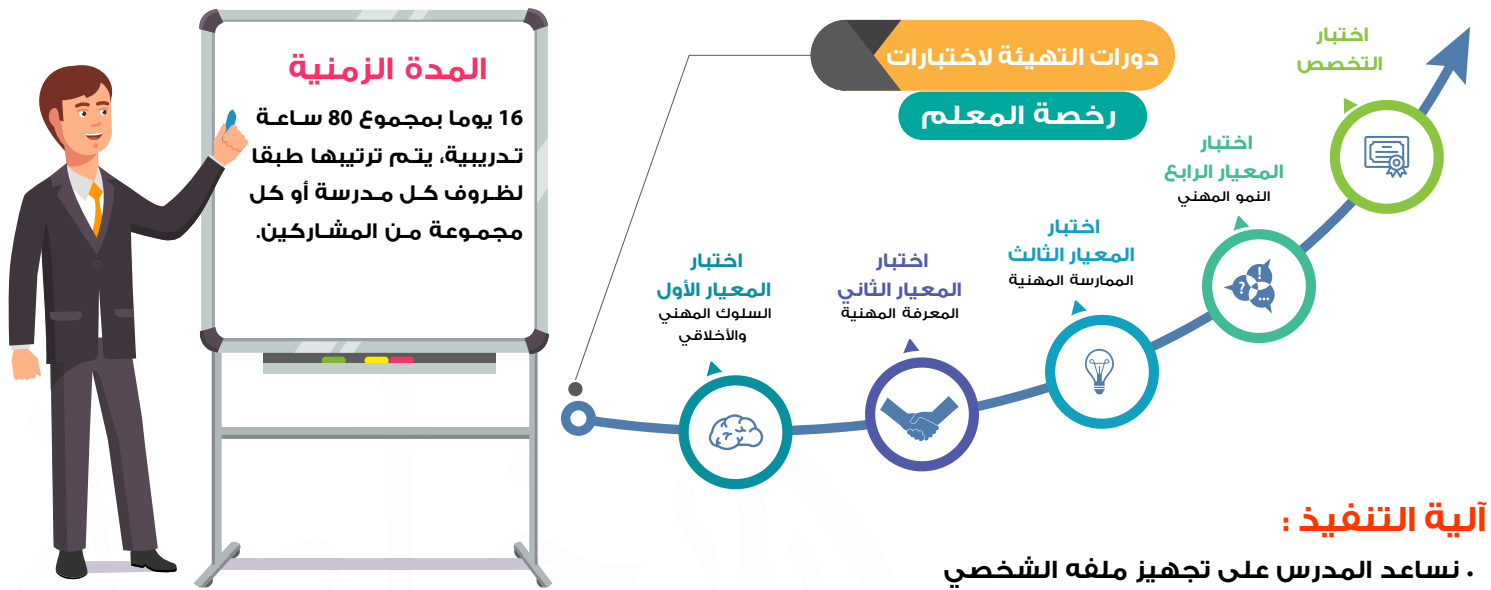 دورات التهيئة لاختبارات
رخصة المعلم
المدة الزمنية
16 يوما بمجموع 80 ساعة
تدريبية، يتم ترتيبها طبقا
لظروف كل مدرسة أو كل
مجموعة من المشاركين.
اختبار
المعيار الأول
السلوك المهني
والأخلاقي
اختبار
المعيار الثاني
المعرفة المهنية
اختبار
المعيار الثالث
الممارسة المهنية
اختبار
المعيار الرابع
النمو المهني
اختبار
التخصص
آلية التنفيذ :
. نساعد المدرس على تجهيز ملفه الشخصي